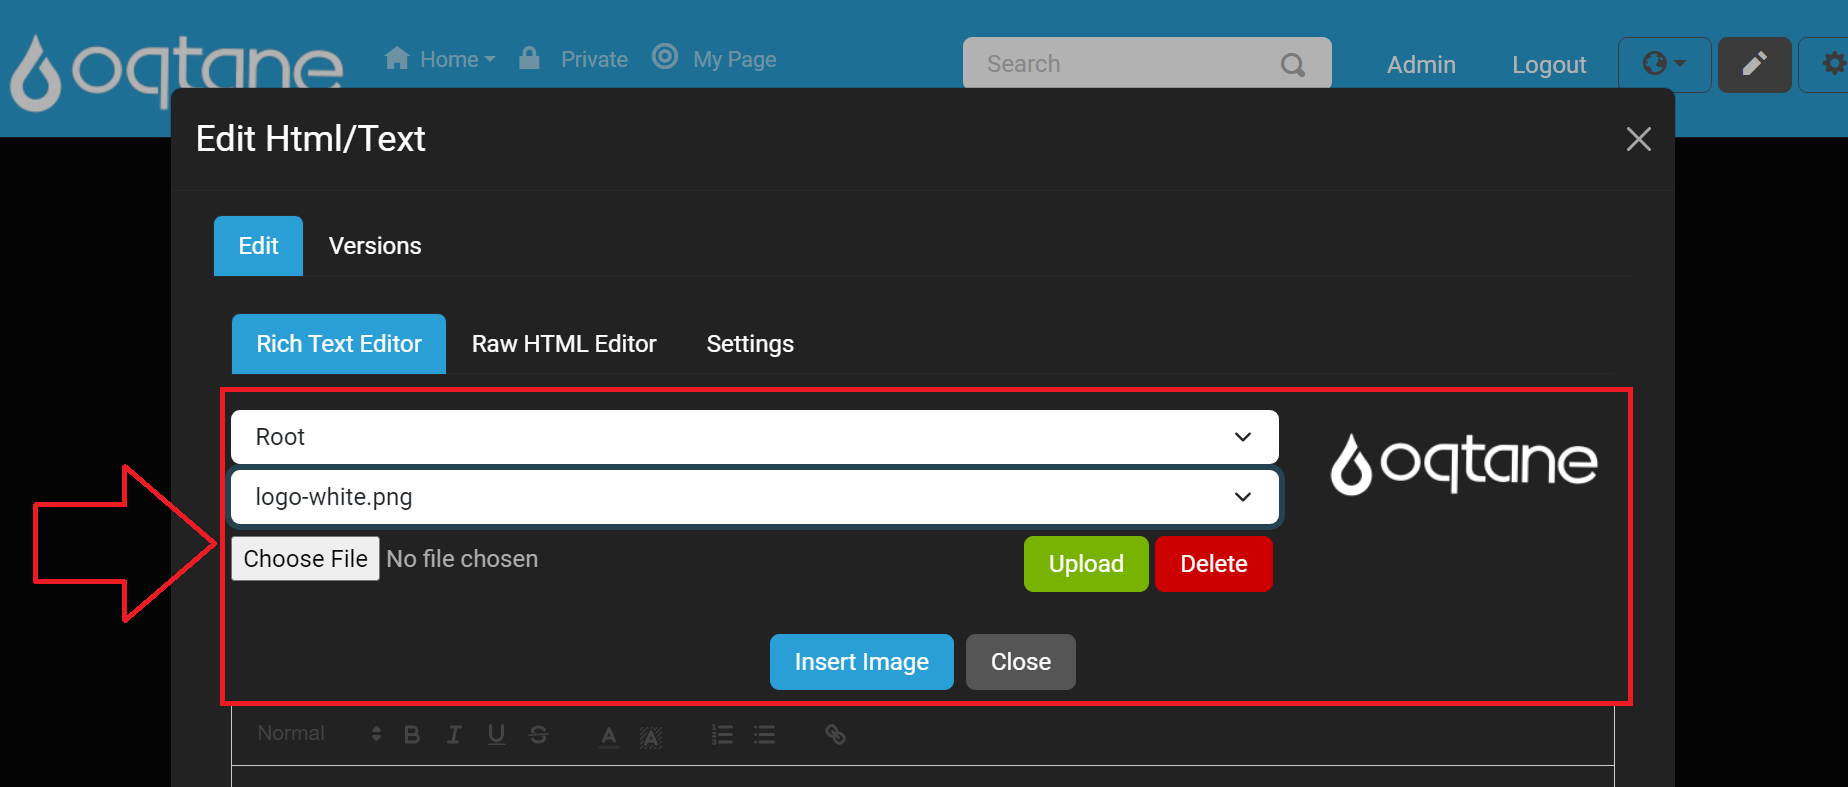 oqtane Home Private My Page Search Admin Logout
Edit Html/Text
Edit Versions
Rich Text Editor Raw HTML Editor Settings
Root
oqtane
logo-white.png
Choose File No file chosen Upload Delete
Insert Image Close
Normal B I U S A A